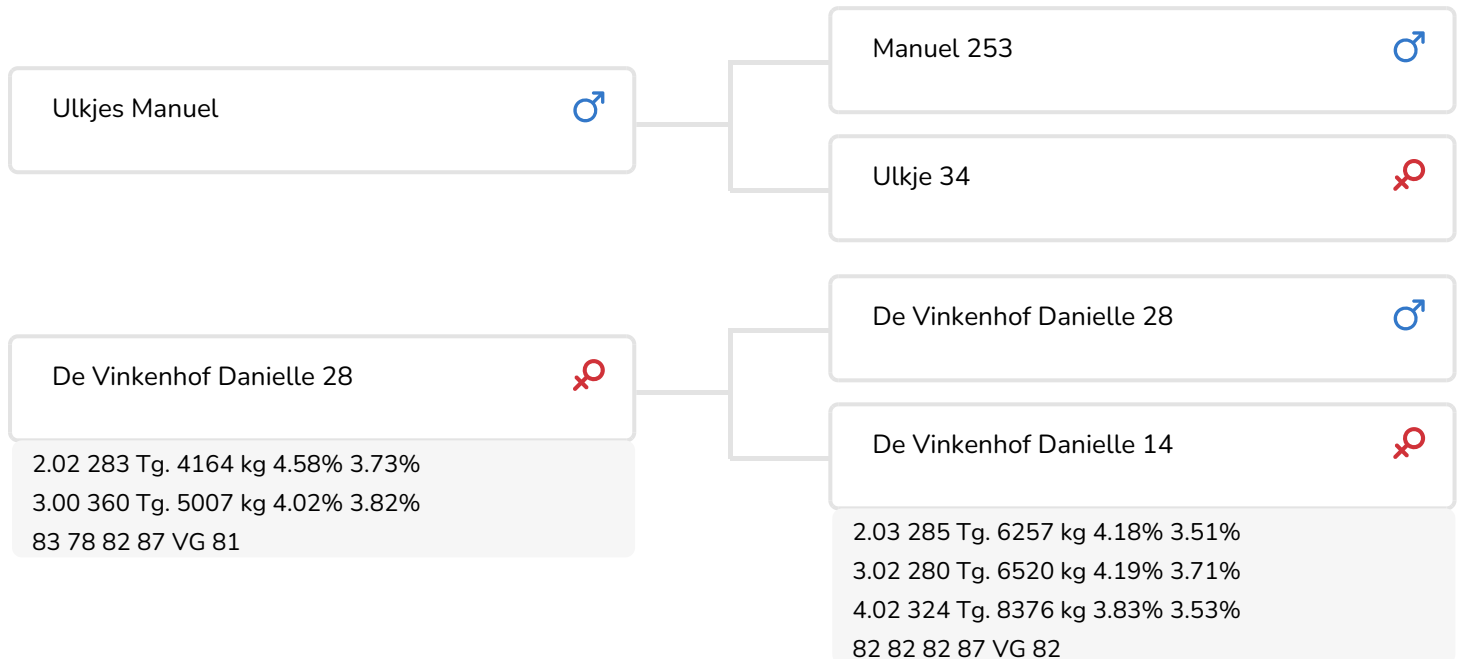 Ulkjes Manuel
Manuel 253
Ulkje 34
De Vinkenhof Danielle 28
2.02 283 Tg. 4164 kg 4.58% 3.73%
3.00 360 Tg. 5007 kg 4.02% 3.82%
83 78 82 87 VG 81
De Vinkenhof Danielle 28
De Vinkenhof Danielle 14
2.03 285 Tg. 6257 kg 4.18% 3.51%
3.02 280 Tg. 6520 kg 4.19% 3.71%
4.02 324 Tg. 8376 kg 3.83% 3.53%
82 82 82 87 VG 82